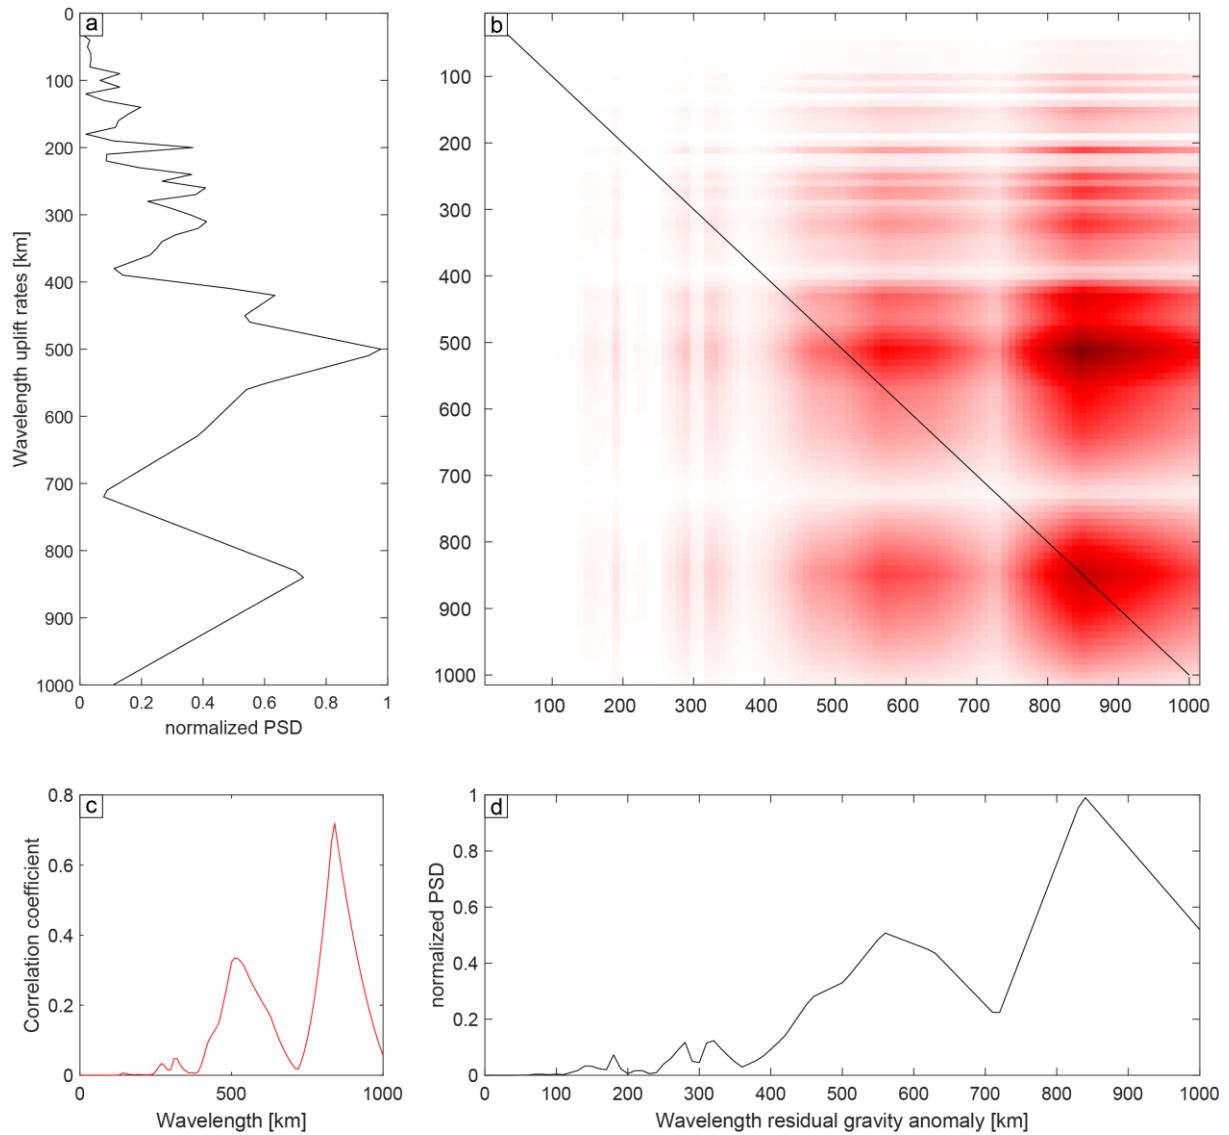 a
0
100
200
300
400
500
600
700
800
900
1000
Wavelength uplift rates [km]
0 0.2 0.4 0.6 0.8 1
normalized PSD
b
100
200
300
400
500
600
700
800
900
1000
100 200 300 400 500 600 700 800 900 1000
c
0.8
0.6
0.4
0.2
0
Correlation coefficient
0 500 1000
Wavelength [km]
d
1
0.8
0.6
0.4
0.2
0
normalized PSD
0 100 200 300 400 500 600 700 800 900 1000
Wavelength residual gravity anomaly [km]